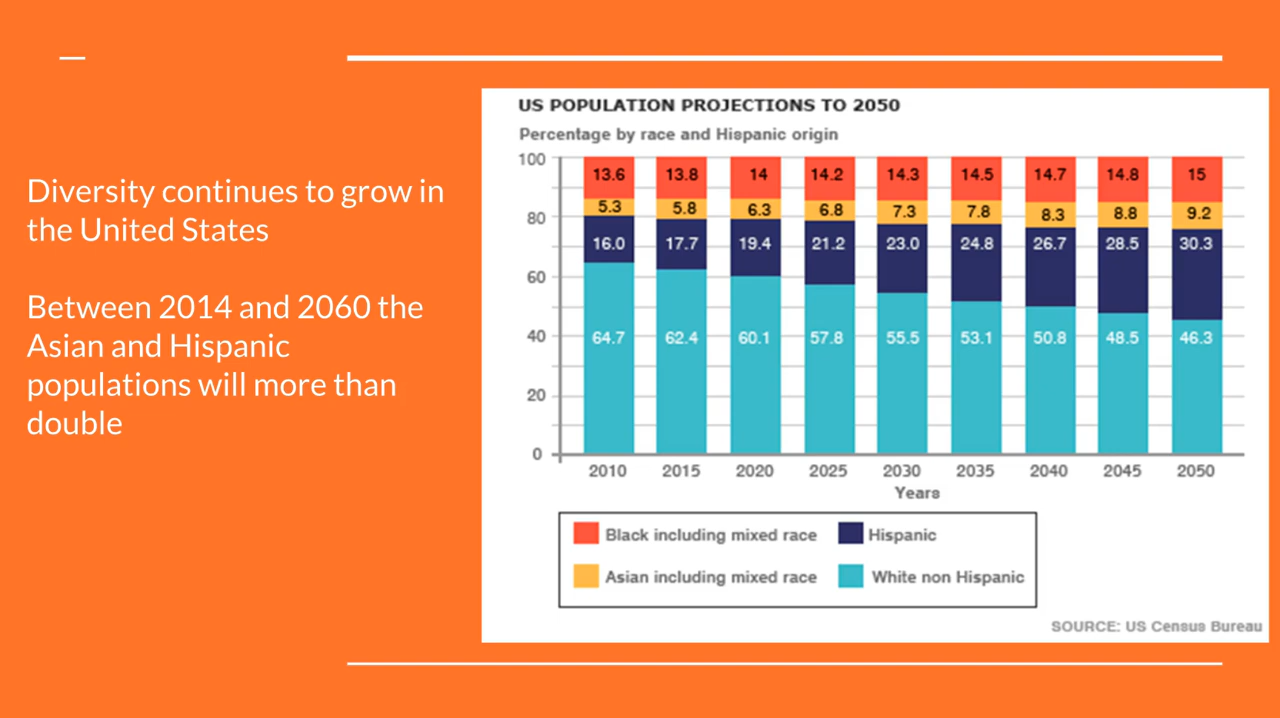 Diversity continues to grow in
the United States
Between 2014 and 2060 the
Asian and Hispanic
populations will more than
double
US POPULATION PROJECTIONS TO 2050
Percentage by race and Hispanic origin
100
80
60
40
20
0
13.6 13.8 14 14.2 14.3 14.5 14.7 14.8 15
5.3 5.8 6.3 6.8 7.3 7.8 8.3 8.8 9.2
16.0 17.7 19.4 21.2 23.0 24.8 26.7 28.5 30.3
64.7 62.4 60.1 57.8 55.5 53.1 50.8 48.5 46.3
2010 2015 2020 2025 2030 2035 2040 2045 2050
Years
Black including mixed race Hispanic
Asian including mixed race White non Hispanic
SOURCE: US Census Bureau